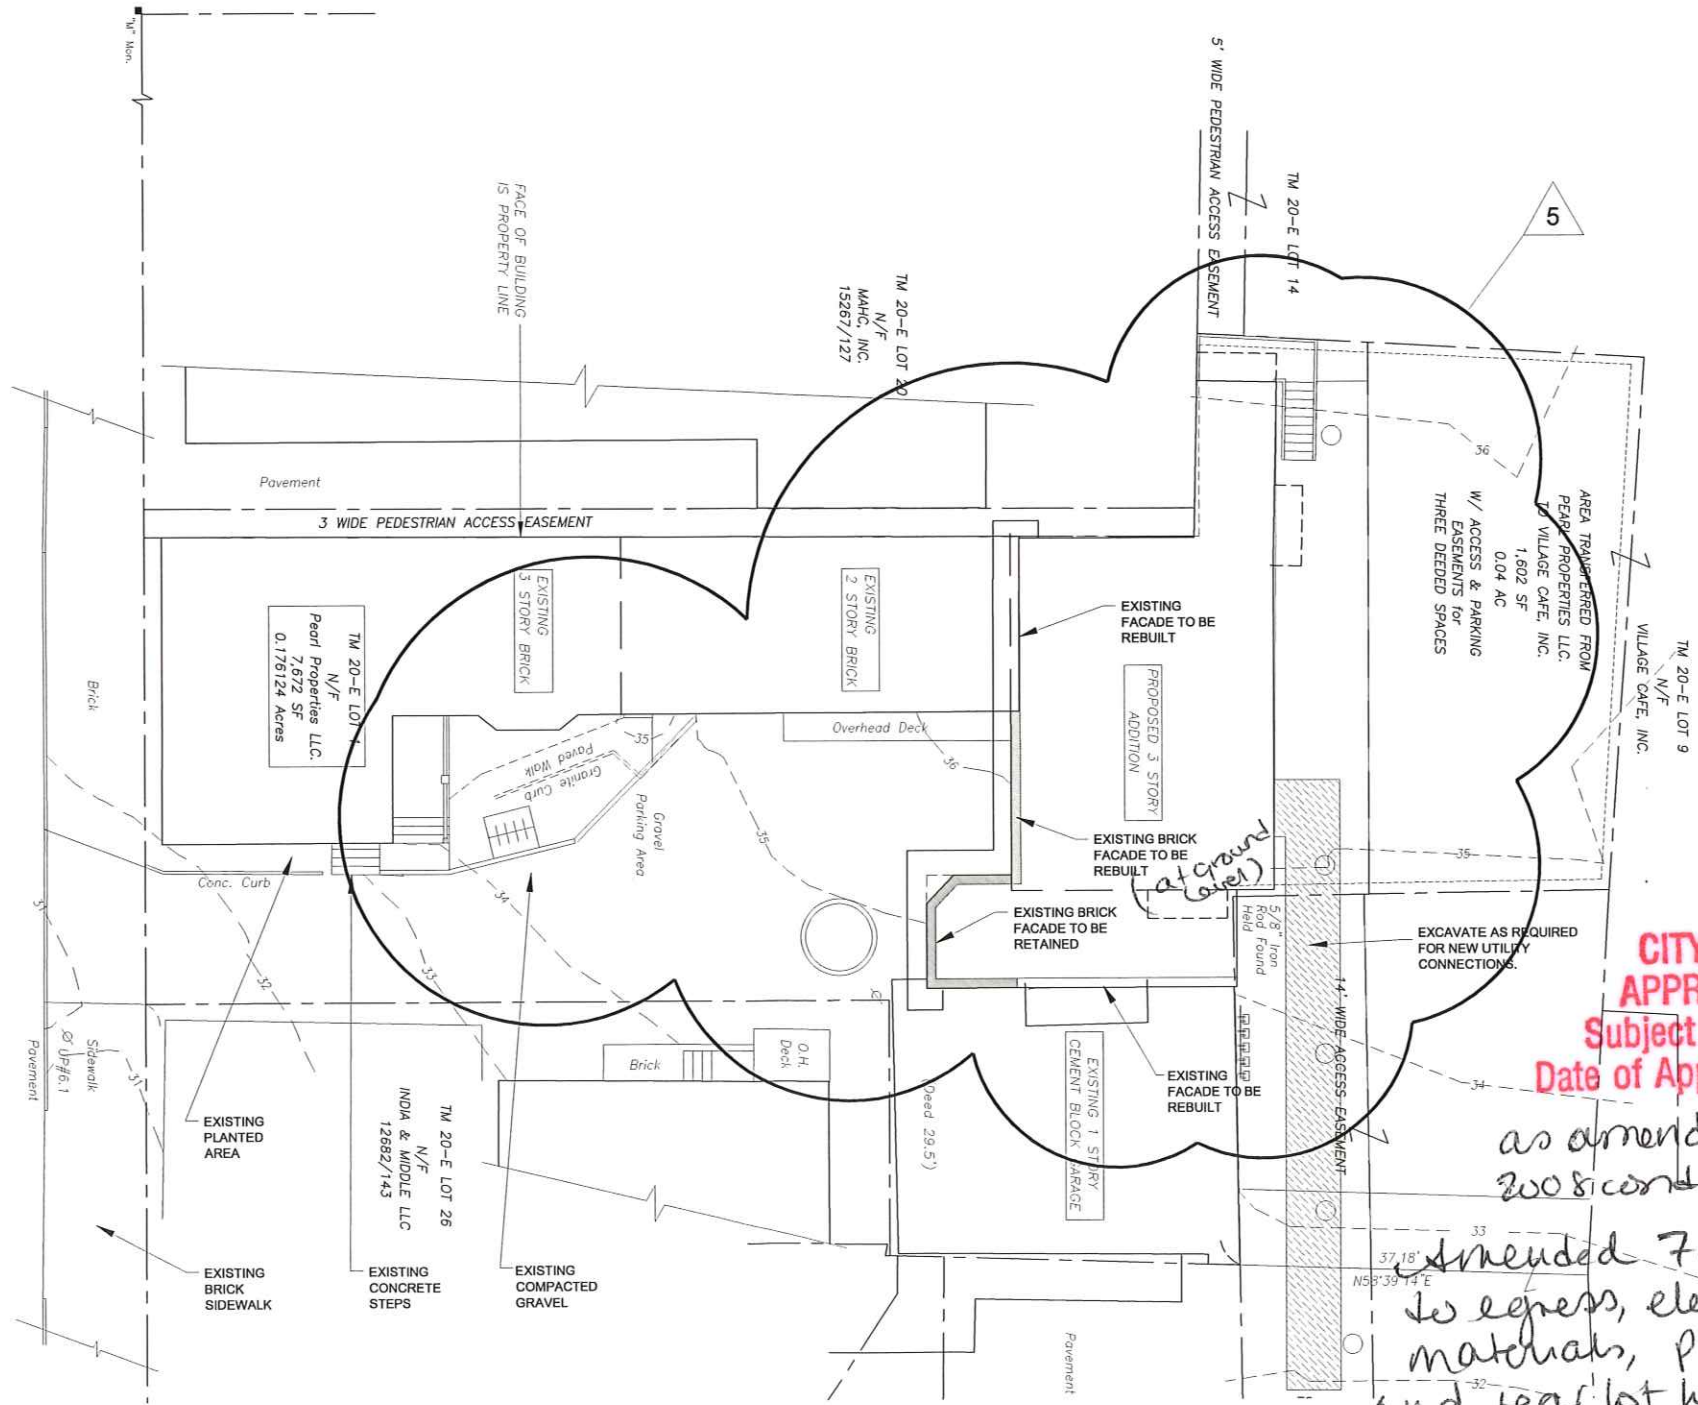 "M" Mon.
5' WIDE PEDESTRIAN ACCESS EASEMENT
TM 20-E LOT 14
5
FACE OF BUILDING
IS PROPERTY LINE
TM 20-E LOT 20
N/F
MAHC, INC.
15267/127
Pavement
3 WIDE PEDESTRIAN ACCESS EASEMENT
36
AREA TRANSFERRED FROM
PEARL PROPERTIES LLC.
TO VILLAGE CAFE, INC.
1,602 SF
0.04 AC
W/ ACCESS & PARKING
EASEMENTS for
THREE DEEDED SPACES
TM 20-E LOT 9
N/F
VILLAGE CAFE, INC.
EXISTING
3 STORY BRICK
EXISTING
2 STORY BRICK
EXISTING
FACADE TO BE
REBUILT
PROPOSED 3 STORY
ADDITION
TM 20-E LOT 1
N/F
Pearl Properties LLC.
7,672 SF
0.176124 Acres
Brick
35
Paved Walk
Granite Curb
Overhead Deck
36
Gravel
Parking Area
35
EXISTING BRICK
FACADE TO BE
REBUILT
(at ground
level)
35
Conc. Curb
34
31
32
33
EXISTING BRICK
FACADE TO BE
RETAINED
5/8" Iron
Rod Found
Held
EXCAVATE AS REQUIRED
FOR NEW UTILITY
CONNECTIONS.
14' WIDE ACCESS EASEMENT
CITY
APPR
Subject
Date of Ap
Pavement
Sidewalk
UP#6.1
31
Brick
O.H.
Deck
(Deed 29.5')
EXISTING 1 STORY
CEMENT BLOCK GARAGE
EXISTING
FACADE TO BE
REBUILT
34
as amend
2008 cond
EXISTING
PLANTED
AREA
TM 20-E LOT 26
N/F
INDIA & MIDDLE LLC
12682/143
33
37.18'
N58°39'14"E
Amended 7
to egress, ele
materials, p
and rear lot
EXISTING
BRICK
SIDEWALK
EXISTING
CONCRETE
STEPS
EXISTING
COMPACTED
GRAVEL
Pavement
32